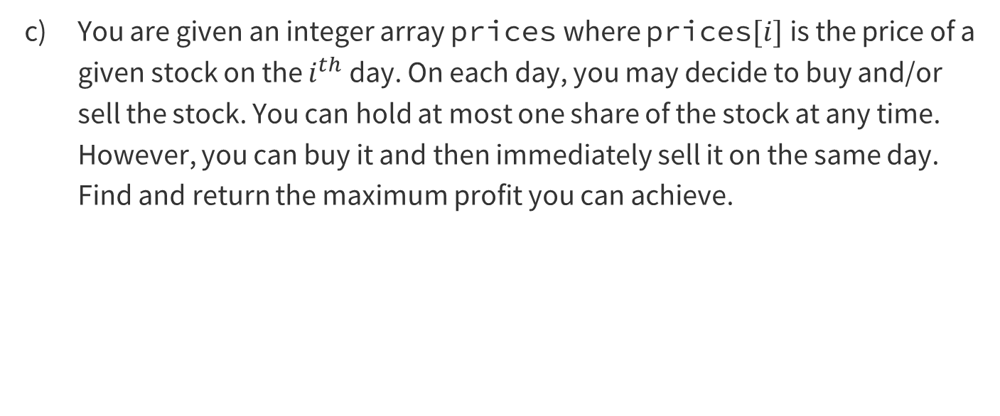 c) You are given an integer array prices where prices[i] is the price of a
given stock on the i^th day. On each day, you may decide to buy and/or
sell the stock. You can hold at most one share of the stock at any time.
However, you can buy it and then immediately sell it on the same day.
Find and return the maximum profit you can achieve.